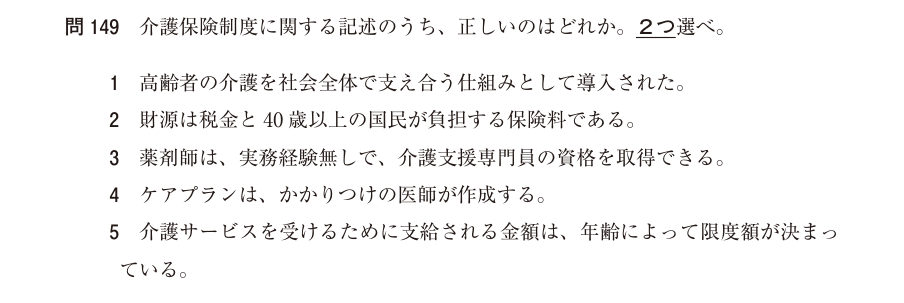 問 149　介護保険制度に関する記述のうち、正しいのはどれか。２つ選べ。
1　高齢者の介護を社会全体で支え合う仕組みとして導入された。
2　財源は税金と 40 歳以上の国民が負担する保険料である。
3　薬剤師は、実務経験無しで、介護支援専門員の資格を取得できる。
4　ケアプランは、かかりつけの医師が作成する。
5　介護サービスを受けるために支給される金額は、年齢によって限度額が決まっ
ている。